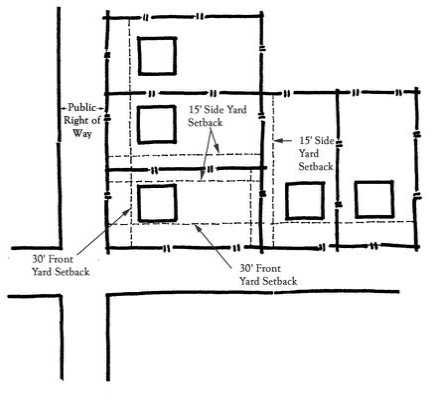 Public
Right of
Way
15' Side Yard
Setback
15' Side
Yard
Setback
30' Front
Yard Setback
30' Front
Yard Setback